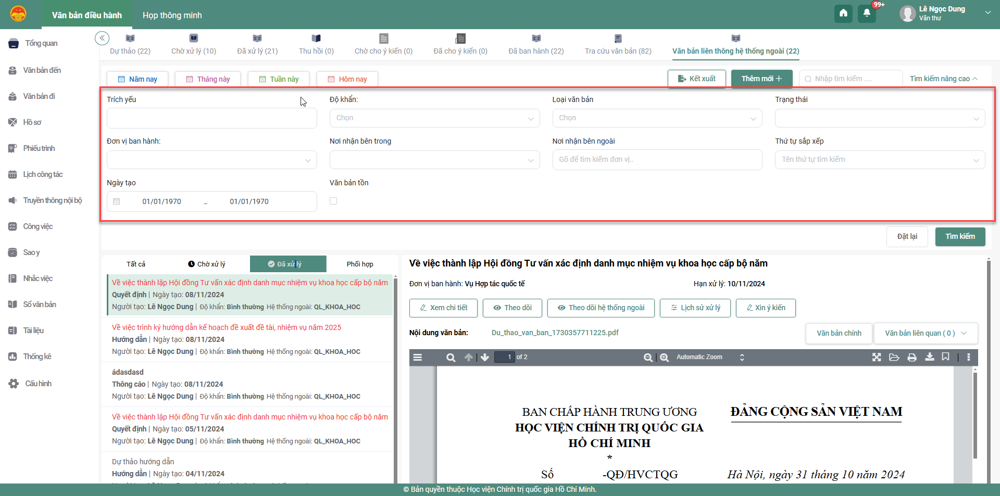 Văn bản điều hành
Họp thông minh
99+
Lê Ngọc Dung
Văn thư
Tổng quan
Văn bản đến
Văn bản đi
Hồ sơ
Phiếu trình
Lịch công tác
Truyền thông nội bộ
Công việc
Sao y
Nhắc việc
Sổ văn bản
Tài liệu
Thống kê
Cấu hình
Dự thảo (22)
Chờ xử lý (10)
Đã xử lý (21)
Thu hồi (0)
Chờ cho ý kiến (0)
Đã cho ý kiến (0)
Đã ban hành (22)
Tra cứu văn bản (82)
Văn bản liên thông hệ thống ngoài (22)
Năm nay
Tháng này
Tuần này
Hôm nay
Kết xuất
Thêm mới +
Nhập tìm kiếm ....
Tìm kiếm nâng cao
Trích yếu
Độ khẩn:
Chọn
Loại văn bản
Chọn
Trạng thái
Đơn vị ban hành:
Nơi nhận bên trong
Nơi nhận bên ngoài
Gõ để tìm kiếm đơn vị..
Thứ tự sắp xếp
Tên thứ tự tìm kiếm
Ngày tạo
01/01/1970 – 01/01/1970
Văn bản tồn
Đặt lại
Tìm kiếm
Tất cả
Chờ xử lý
Đã xử lý
Phối hợp
Về việc thành lập Hội đồng Tư vấn xác định danh mục nhiệm vụ khoa học cấp bộ năm
Quyết định | Ngày tạo: 08/11/2024
Người tạo: Lê Ngọc Dung | Độ khẩn: Bình thường Hệ thống ngoài: QL_KHOA_HOC
Về việc trình ký hướng dẫn kế hoạch đề xuất đề tài, nhiệm vụ năm 2025
Hướng dẫn | Ngày tạo: 08/11/2024
Người tạo: Lê Ngọc Dung | Độ khẩn: Bình thường Hệ thống ngoài: QL_KHOA_HOC
ádasdasd
Thông cáo | Ngày tạo: 08/11/2024
Người tạo: Lê Ngọc Dung | Độ khẩn: Bình thường Hệ thống ngoài: QL_KHOA_HOC
Về việc thành lập Hội đồng Tư vấn xác định danh mục nhiệm vụ khoa học cấp bộ năm
Quyết định | Ngày tạo: 05/11/2024
Người tạo: Lê Ngọc Dung | Độ khẩn: Bình thường Hệ thống ngoài: QL_KHOA_HOC
Dự thảo hướng dẫn
Hướng dẫn | Ngày tạo: 04/11/2024
Về việc thành lập Hội đồng Tư vấn xác định danh mục nhiệm vụ khoa học cấp bộ năm
Đơn vị ban hành: Vụ Hợp tác quốc tế
Hạn xử lý: 10/11/2024
Xem chi tiết
Theo dõi
Theo dõi hệ thống ngoài
Lịch sử xử lý
Xin ý kiến
Nội dung văn bản:
Du_thao_van_ban_1730357711225.pdf
Văn bản chính
Văn bản liên quan ( 0 )
1 of 2
Automatic Zoom
BAN CHẤP HÀNH TRUNG ƯƠNG
HỌC VIỆN CHÍNH TRỊ QUỐC GIA
HỒ CHÍ MINH
*
ĐẢNG CỘNG SẢN VIỆT NAM
Số -QĐ/HVCTQG
Hà Nội, ngày 31 tháng 10 năm 2024
© Bản quyền thuộc Học viện Chính trị quốc gia Hồ Chí Minh.